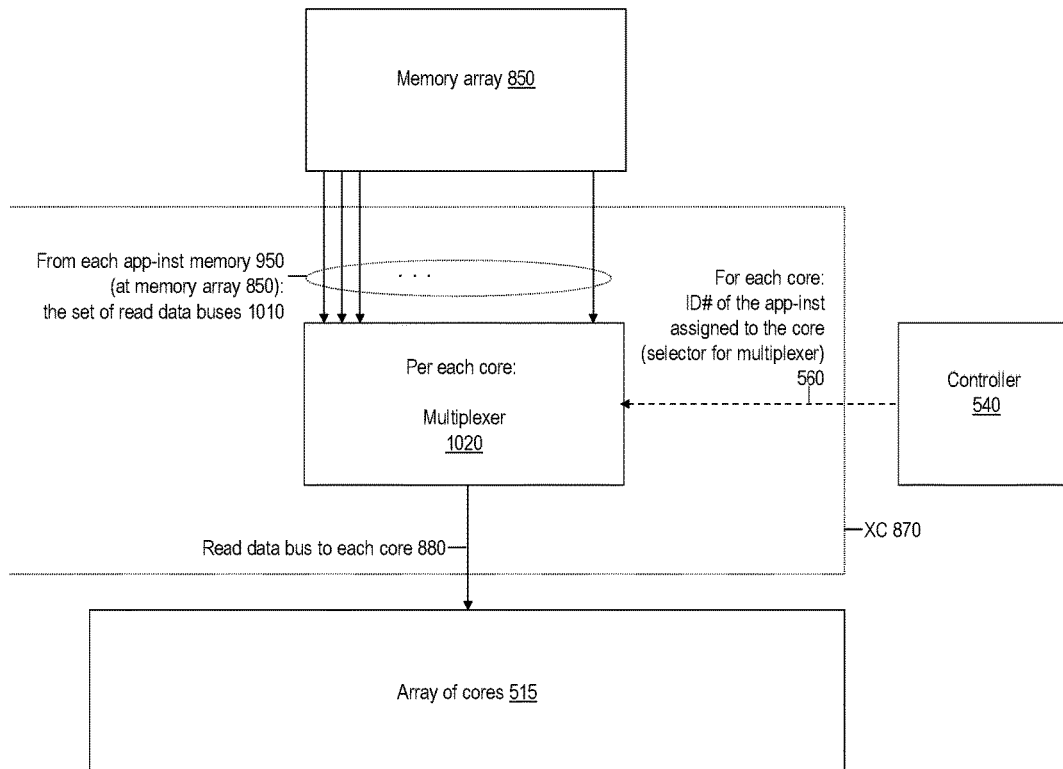 Memory array 850
From each app-inst memory 950
(at memory array 850):
the set of read data buses 1010
. . .
For each core:
ID# of the app-inst
assigned to the core
(selector for multiplexer)
560
Per each core:
Multiplexer
1020
Controller
540
XC 870
Read data bus to each core 880
Array of cores 515